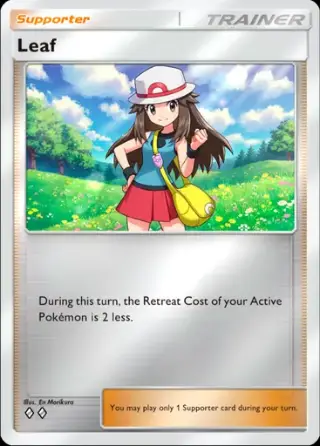 Supporter
TRAINER
Leaf
During this turn, the Retreat Cost of your Active
Pokémon is 2 less.
Illus. En Morikura
You may play only 1 Supporter card during your turn.